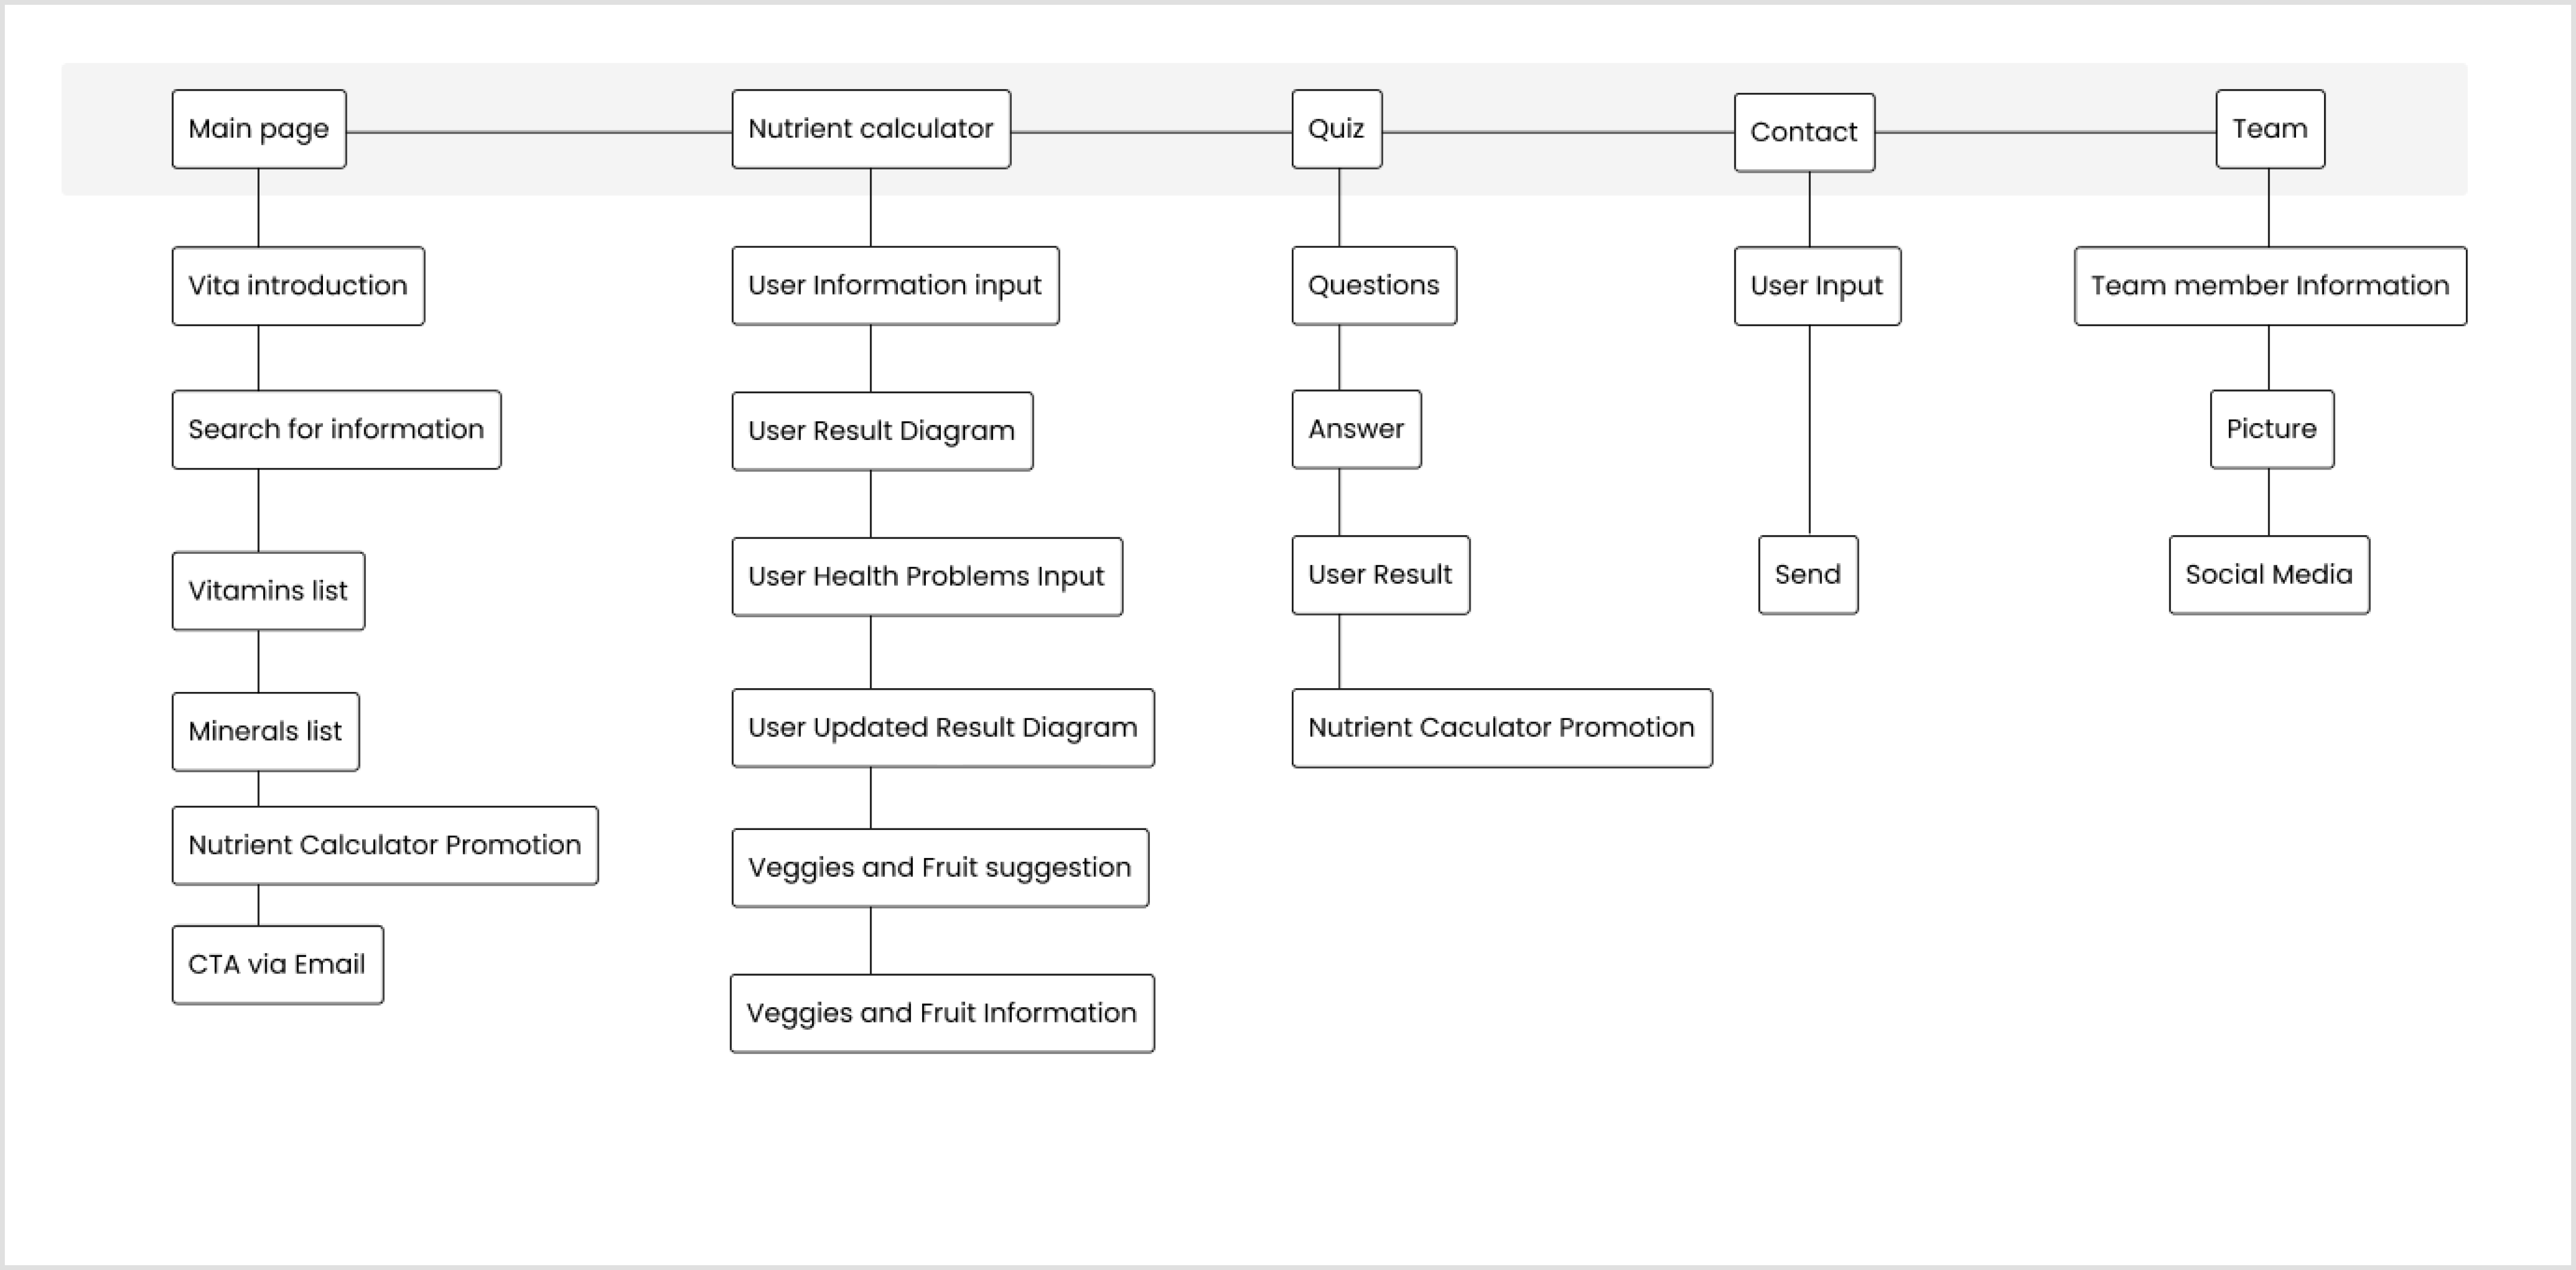 Main page
Nutrient calculator
Quiz
Contact
Team
Vita introduction
Search for information
Vitamins list
Minerals list
Nutrient Calculator Promotion
CTA via Email
User Information input
User Result Diagram
User Health Problems Input
User Updated Result Diagram
Veggies and Fruit suggestion
Veggies and Fruit Information
Questions
Answer
User Result
Nutrient Caculator Promotion
User Input
Send
Team member Information
Picture
Social Media